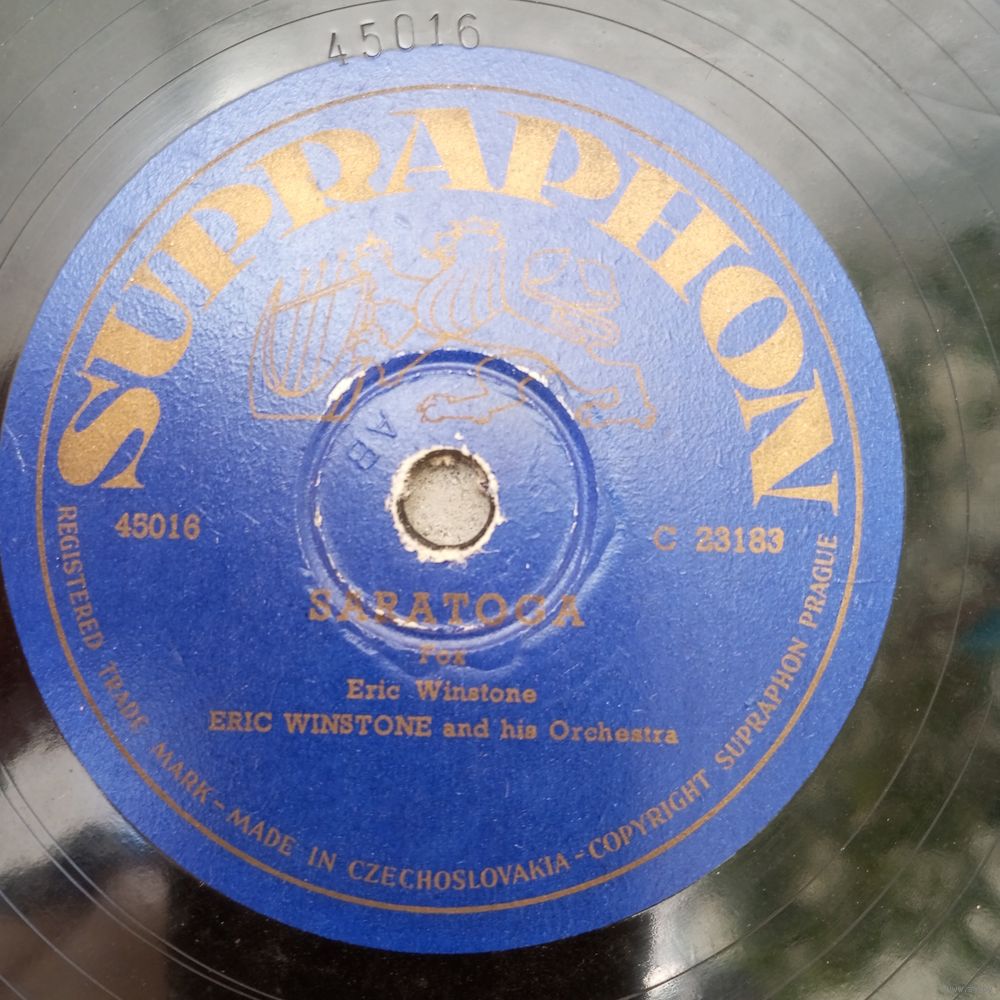 45016
SUPRAPHON
AB
45016
C 23183
SARATOGA
Fox
Eric Winstone
ERIC WINSTONE and his Orchestra
REGISTERED TRADE MARK – MADE IN CZECHOSLOVAKIA – COPYRIGHT SUPRAPHON PRAGUE